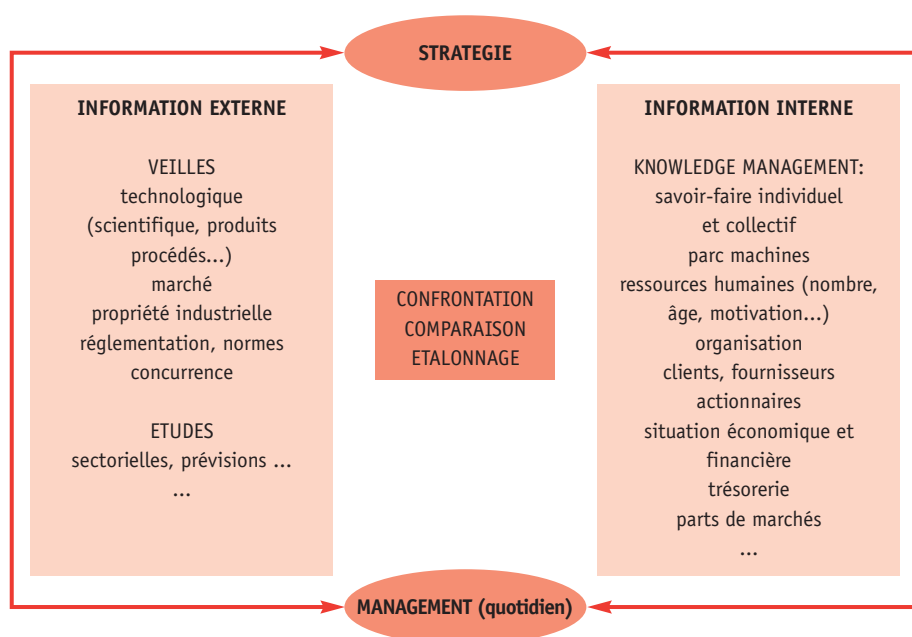 STRATEGIE
INFORMATION EXTERNE
VEILLES
technologique
(scientifique, produits
procédés...)
marché
propriété industrielle
réglementation, normes
concurrence
ETUDES
sectorielles, prévisions ...
...
CONFRONTATION
COMPARAISON
ETALONNAGE
INFORMATION INTERNE
KNOWLEDGE MANAGEMENT:
savoir-faire individuel
et collectif
parc machines
ressources humaines (nombre,
âge, motivation...)
organisation
clients, fournisseurs
actionnaires
situation économique et
financière
trésorerie
parts de marchés
...
MANAGEMENT (quotidien)